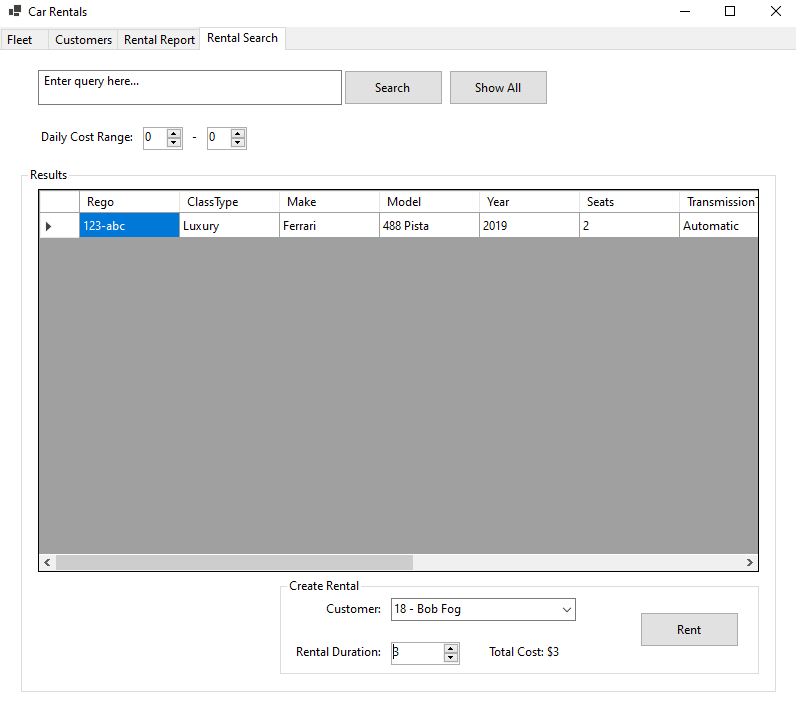 Car Rentals
Fleet Customers Rental Report Rental Search
Enter query here... Search Show All
Daily Cost Range: 0 - 0
Results
Rego ClassType Make Model Year Seats Transmission
123-abc Luxury Ferrari 488 Pista 2019 2 Automatic
Create Rental
Customer: 18 - Bob Fog
Rent
Rental Duration: 3 Total Cost: $3